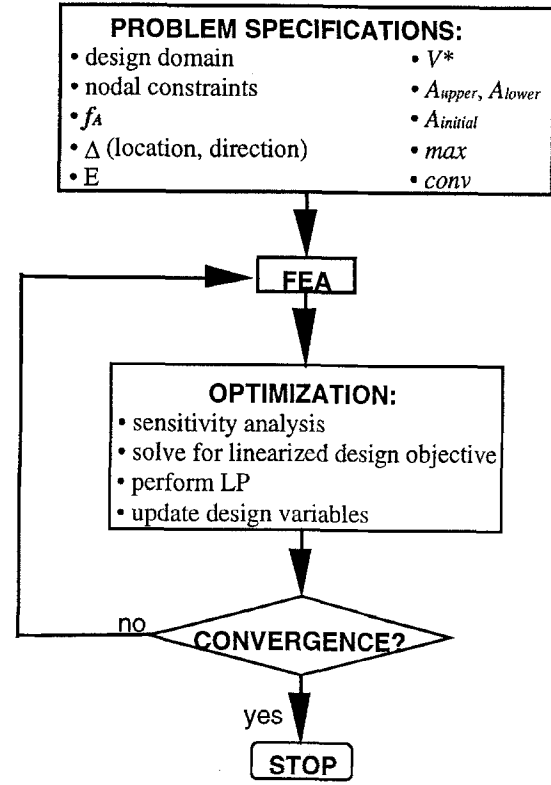 PROBLEM SPECIFICATIONS:
• design domain
• nodal constraints
• fA
• Δ (location, direction)
• E
• V*
• Aupper, Alower
• Ainitial
• max
• conv
FEA
OPTIMIZATION:
• sensitivity analysis
• solve for linearized design objective
• perform LP
• update design variables
CONVERGENCE?
no
yes
STOP